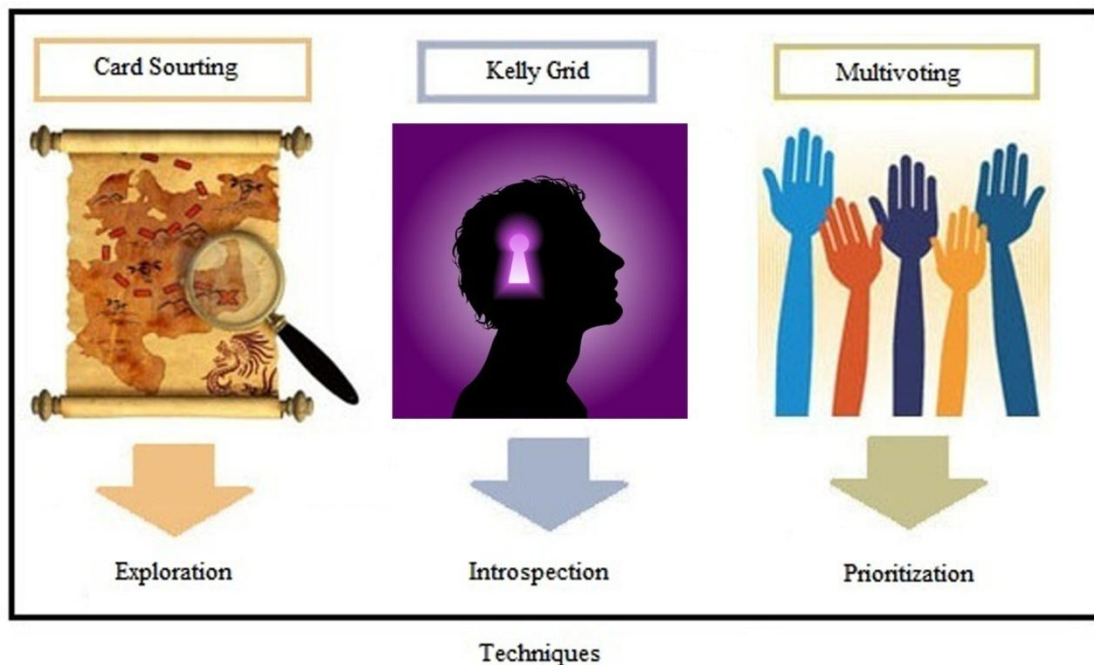 Card Sourting
Kelly Grid
Multivoting
Exploration
Introspection
Prioritization
Techniques